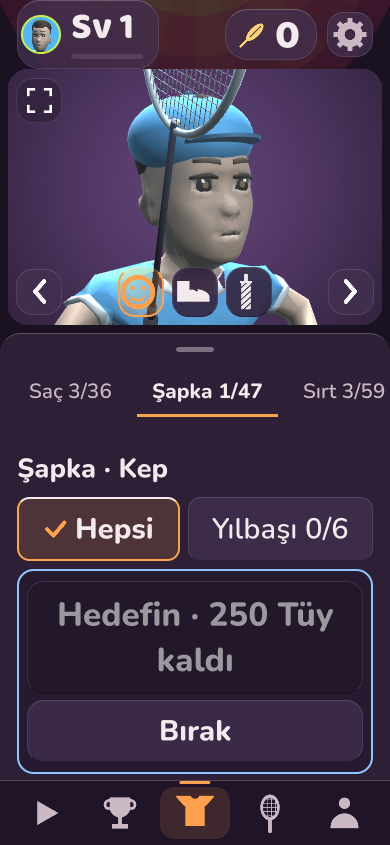 Sv 1
0
Saç 3/36
Şapka 1/47
Sırt 3/59
Şapka · Kep
Hepsi
Yılbaşı 0/6
Hedefin · 250 Tüy
kaldı
Bırak